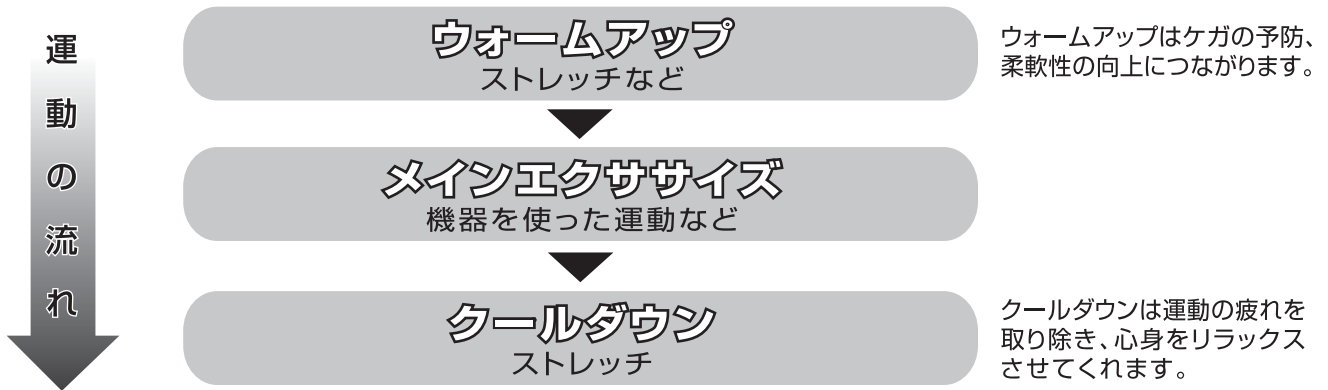 運動の流れ
ウォームアップ
ストレッチなど
ウォームアップはケガの予防、
柔軟性の向上につながります。
メインエクササイズ
機器を使った運動など
クールダウン
ストレッチ
クールダウンは運動の疲れを
取り除き、心身をリラックス
させてくれます。